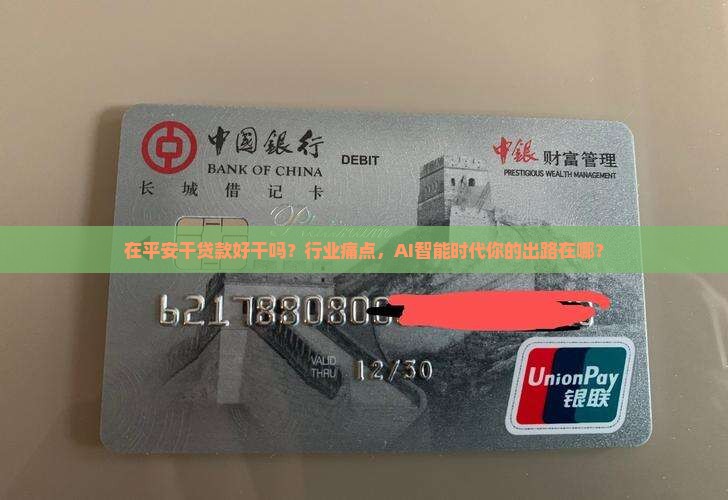 中国银行
BANK OF CHINA
DEBIT
中銀 财富管理
PRESTIGIOUS WEALTH MANAGEMENT
长城借记卡
在平安干贷款好干吗?行业痛点,AI智能时代你的出路在哪?
621788080
VALID THRU 12/30
UnionPay
银联